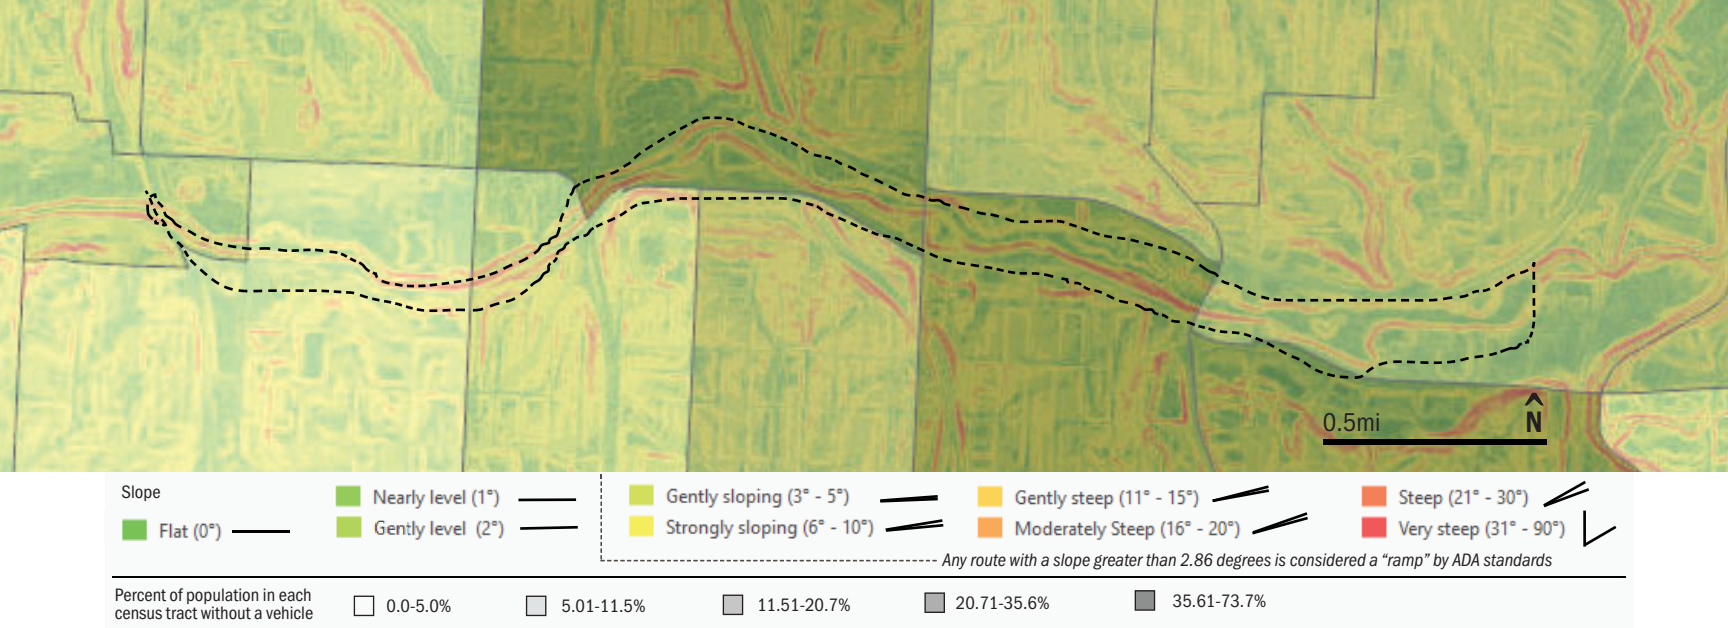 0.5mi
N
Slope
Flat (0°)
Nearly level (1°)
Gently level (2°)
Gently sloping (3° - 5°)
Strongly sloping (6° - 10°)
Gently steep (11° - 15°)
Moderately Steep (16° - 20°)
Steep (21° - 30°)
Very steep (31° - 90°)
Any route with a slope greater than 2.86 degrees is considered a “ramp” by ADA standards
Percent of population in each
census tract without a vehicle
0.0-5.0%
5.01-11.5%
11.51-20.7%
20.71-35.6%
35.61-73.7%